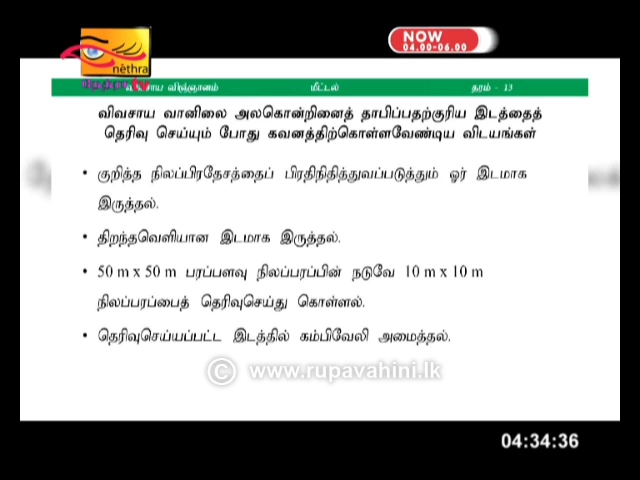 NOW
04.00-06.00
nethra
விவசாய விஞ்ஞானம் மீட்டல் தரம் - 13
விவசாய வானிலை அலகொன்றினைத் தாபிப்பதற்குரிய இடத்தைத்
தெரிவு செய்யும் போது கவனத்திற்கொள்ளவேண்டிய விடயங்கள்
• குறித்த நிலப்பிரதேசத்தைப் பிரதிநிதித்துவப்படுத்தும் ஓர் இடமாக
இருத்தல்.
• திறந்தவெளியான இடமாக இருத்தல்.
• 50 m x 50 m பரப்பளவு நிலப்பரப்பின் நடுவே 10 m x 10 m
நிலப்பரப்பைத் தெரிவுசெய்து கொள்ளல்.
• தெரிவுசெய்யப்பட்ட இடத்தில் கம்பிவேலி அமைத்தல்.
© www.rupavahini.lk
04:34:36